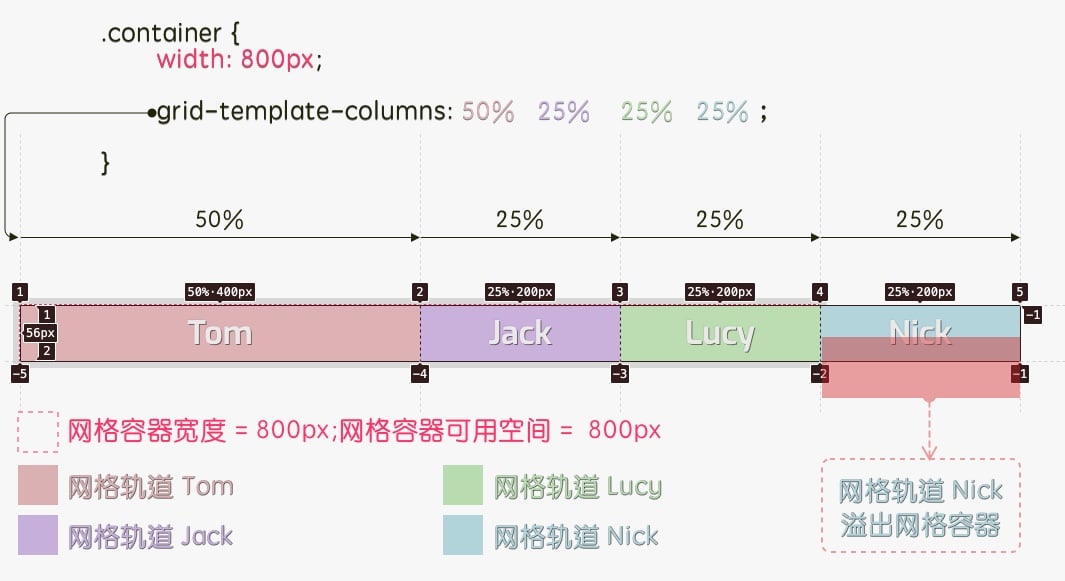 .container {
width: 800px;
grid-template-columns: 50% 25% 25% 25% ;
}
50% 25% 25% 25%
1 50%·400px 2 25%·200px 3 25%·200px 4 25%·200px 5
1 -1
56px Tom Jack Lucy Nick
2
-5 -4 -3 -2 -1
网格容器宽度 = 800px;网格容器可用空间 = 800px
网格轨道 Tom 网格轨道 Lucy
网格轨道 Jack 网格轨道 Nick
网格轨道 Nick
溢出网格容器